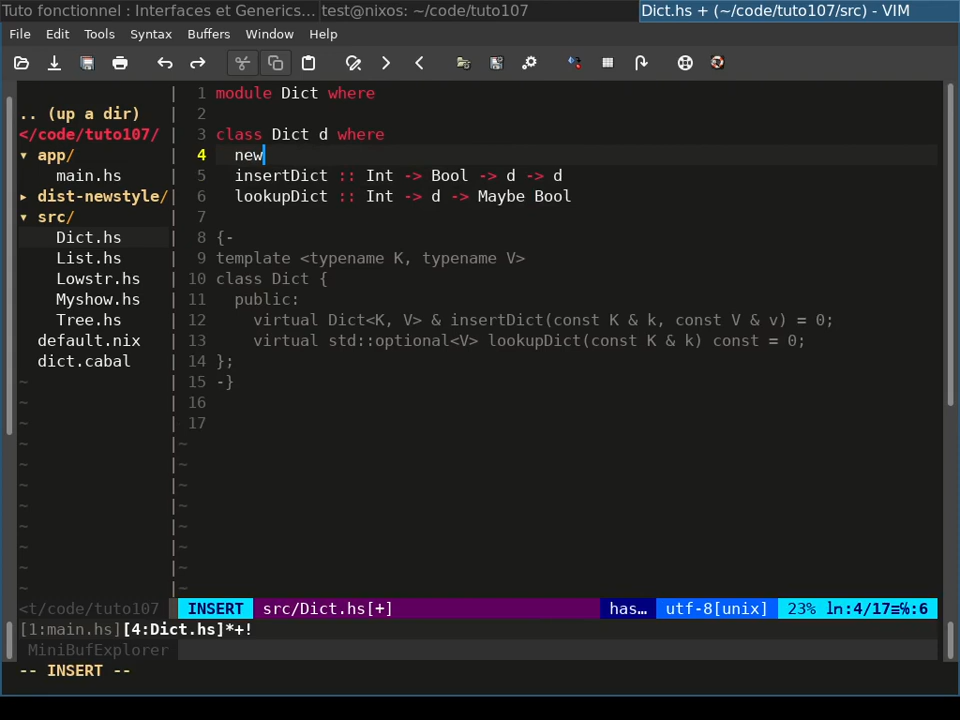 Tuto fonctionnel : Interfaces et Generics... test@nixos: ~/code/tuto107 Dict.hs + (~/code/tuto107/src) - VIM
File Edit Tools Syntax Buffers Window Help
.. (up a dir)
</code/tuto107/
▾ app/
main.hs
▸ dist-newstyle/
▾ src/
Dict.hs
List.hs
Lowstr.hs
Myshow.hs
Tree.hs
default.nix
dict.cabal
~
~
~
~
~
~
~
~
~
~
<t/code/tuto107
1 module Dict where
2
3 class Dict d where
4 new
5 insertDict :: Int -> Bool -> d -> d
6 lookupDict :: Int -> d -> Maybe Bool
7
8 {-
9 template <typename K, typename V>
10 class Dict {
11 public:
12 virtual Dict<K, V> & insertDict(const K & k, const V & v) = 0;
13 virtual std::optional<V> lookupDict(const K & k) const = 0;
14 };
15 -}
16
17
~
~
~
~
~
~
~
~
INSERT src/Dict.hs[+] has… utf-8[unix] 23% ln:4/17≡℅:6
[1:main.hs][4:Dict.hs]*+!
MiniBufExplorer
-- INSERT --